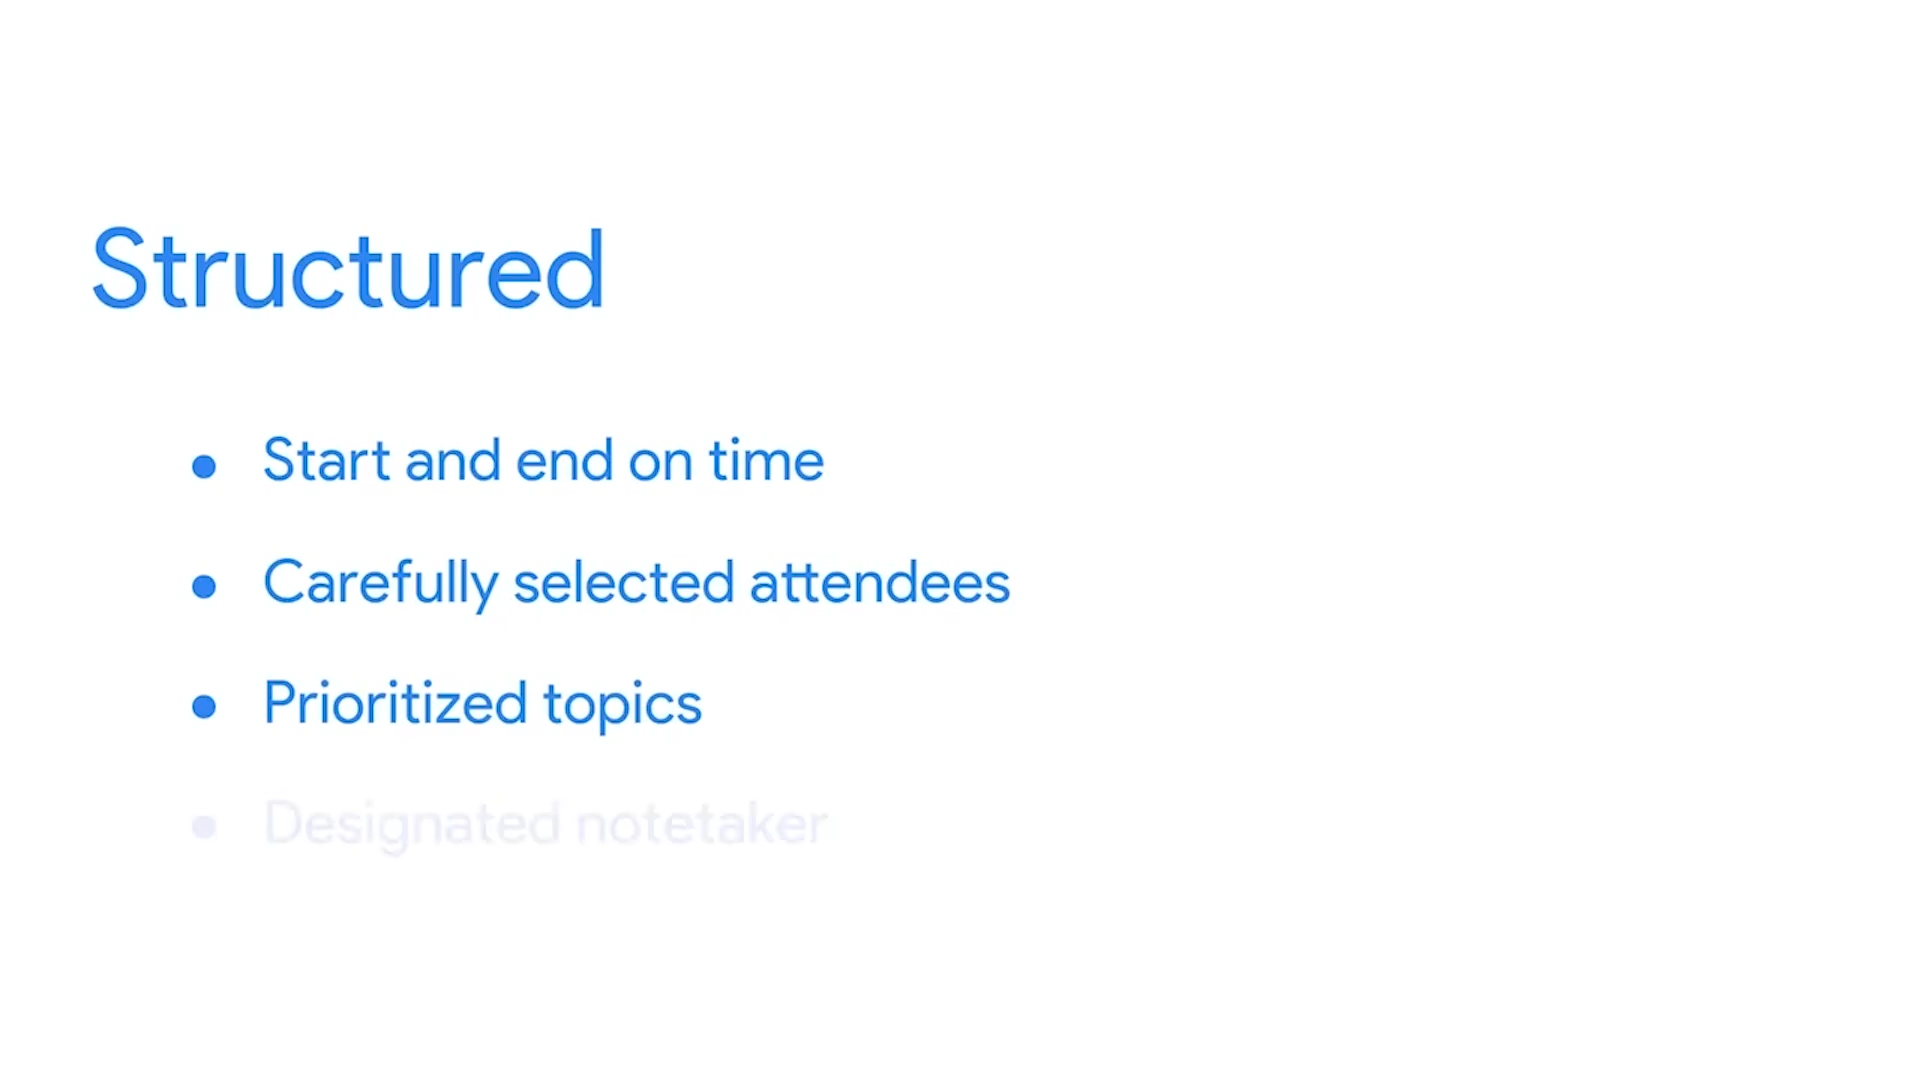 Structured
• Start and end on time
• Carefully selected attendees
• Prioritized topics
• Designated notetaker